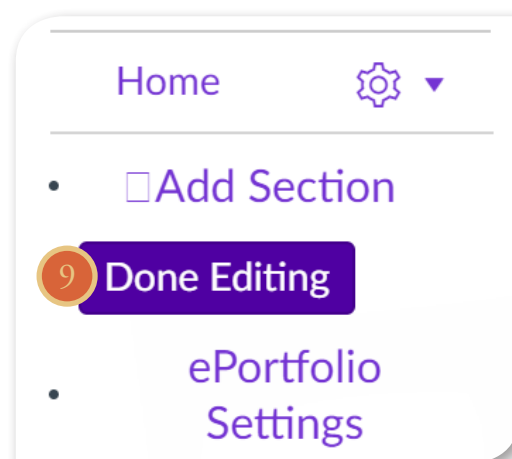 Home
Add Section
9 Done Editing
ePortfolio
Settings